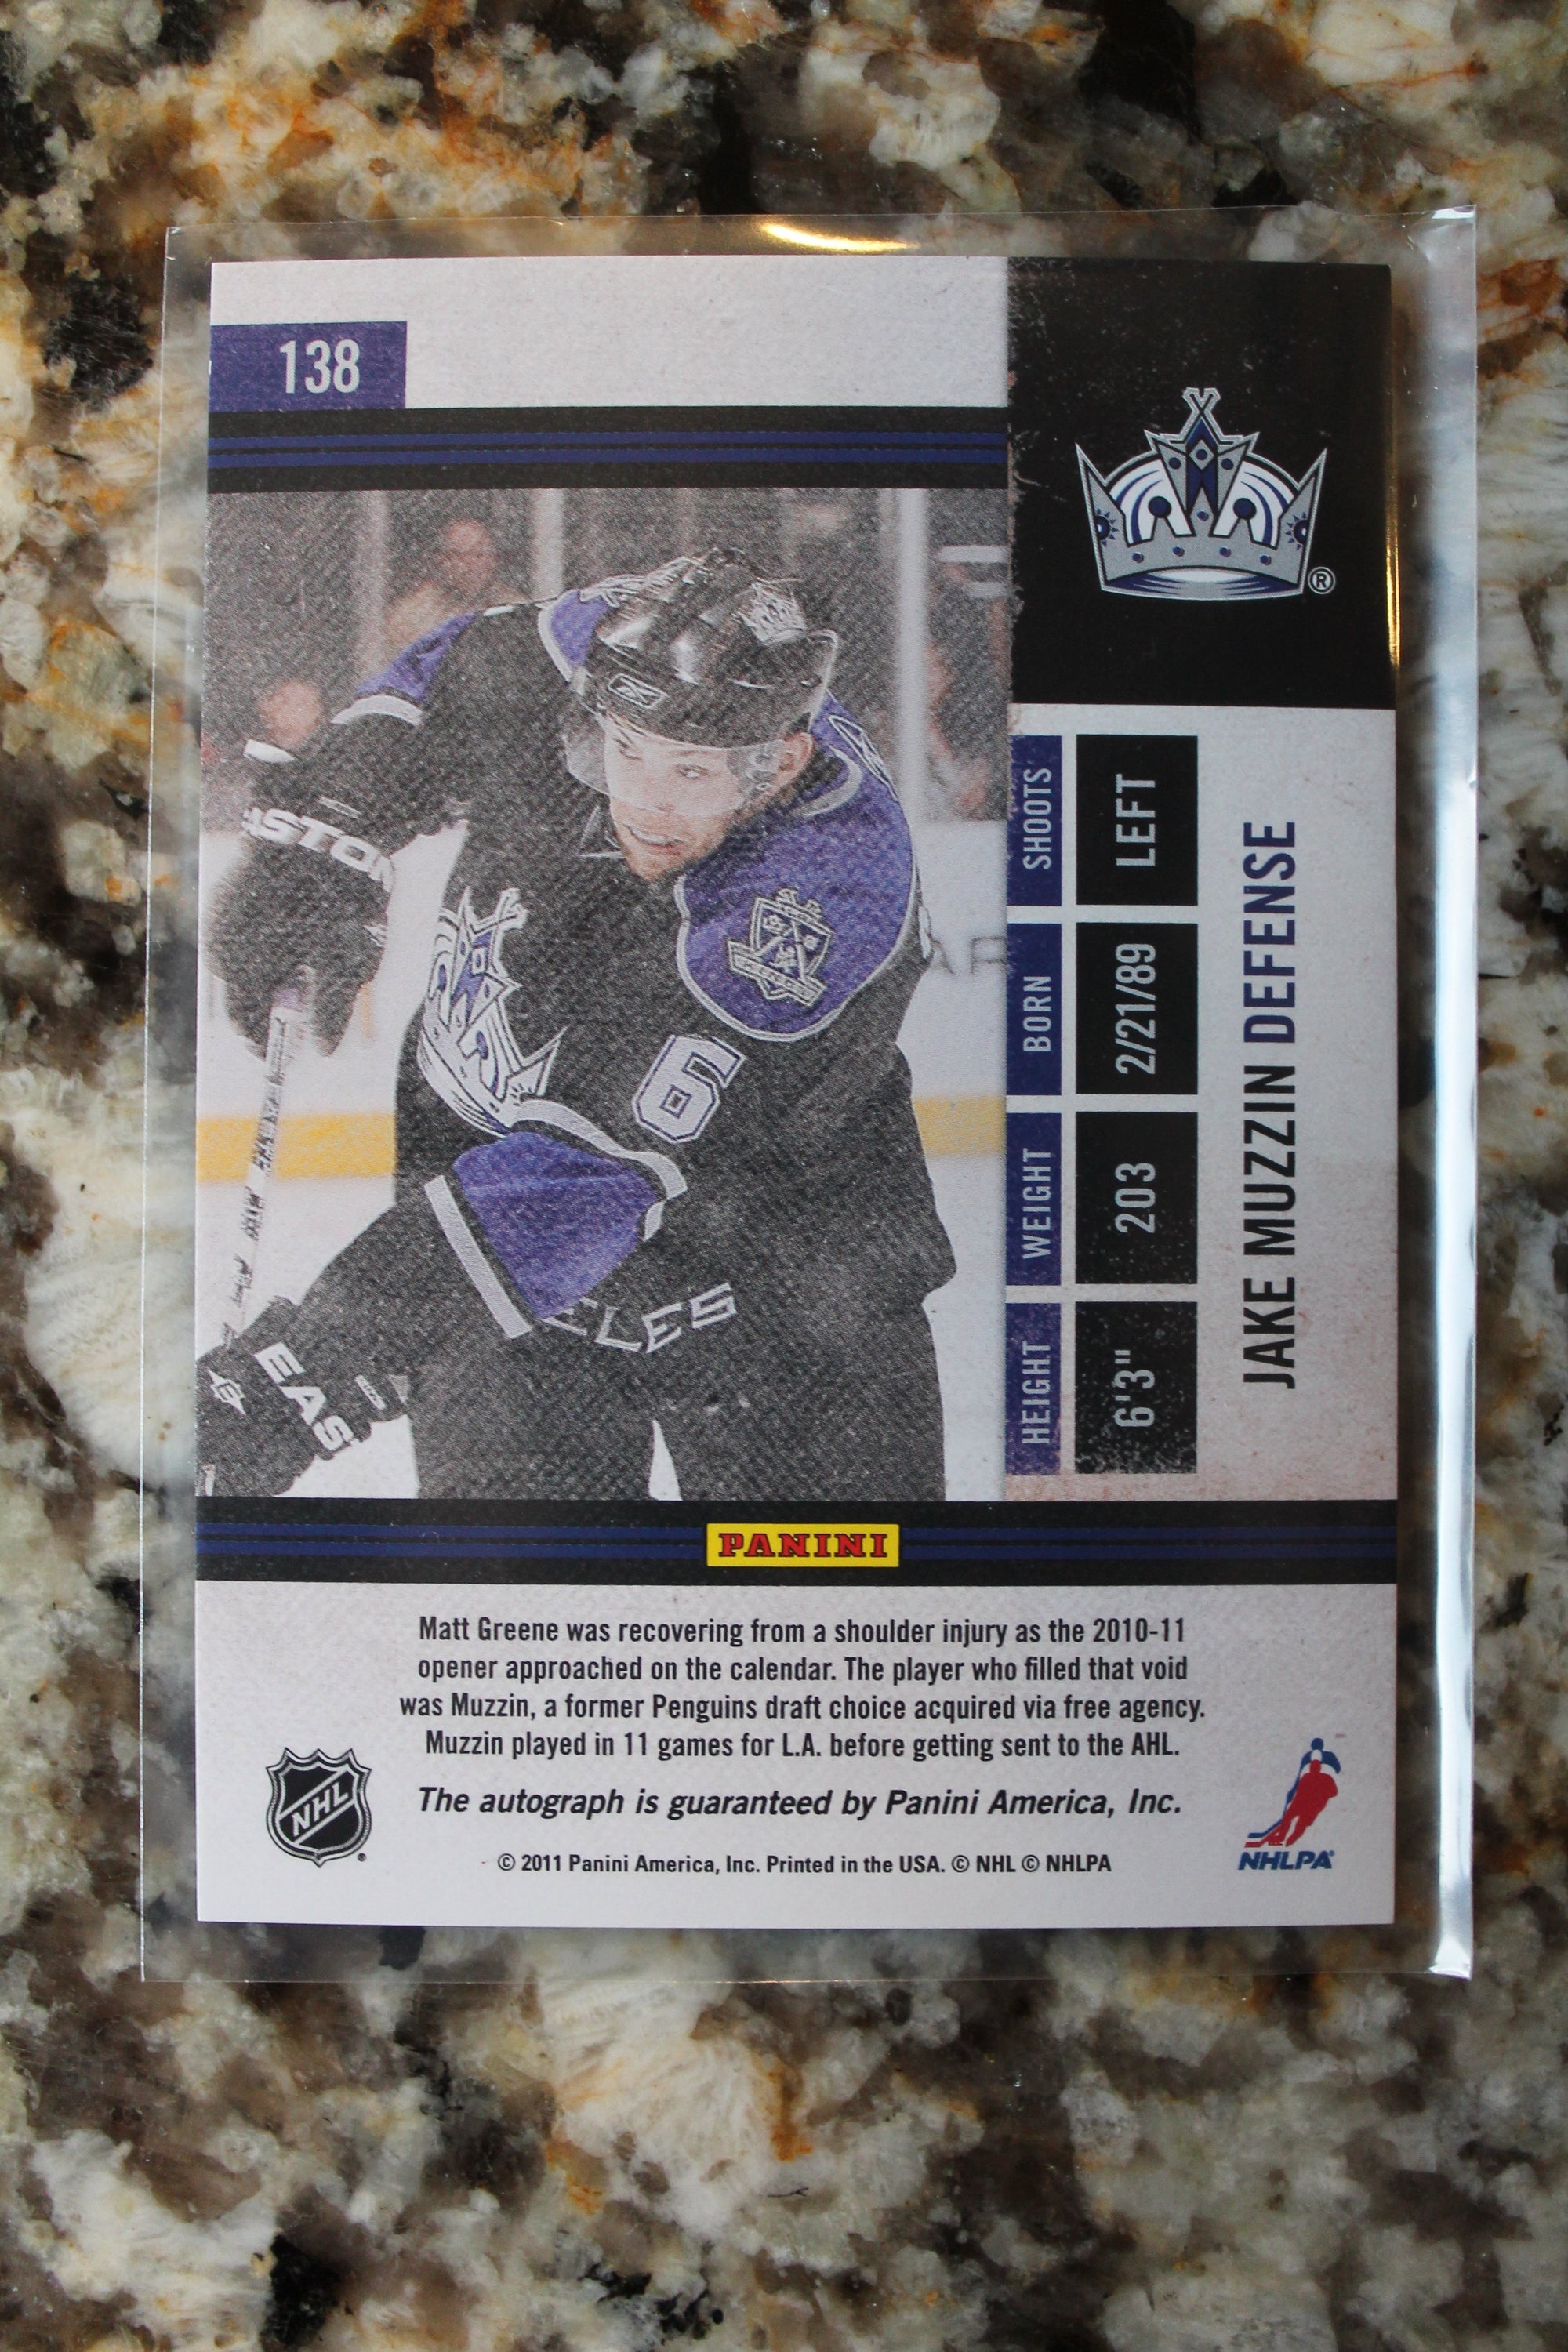 138
®
SHOOTS
LEFT
BORN
2/21/89
WEIGHT
203
HEIGHT
6'3"
JAKE MUZZIN DEFENSE
ASTON
6
ELES
EAS
PANINI
Matt Greene was recovering from a shoulder injury as the 2010-11
opener approached on the calendar. The player who filled that void
was Muzzin, a former Penguins draft choice acquired via free agency.
Muzzin played in 11 games for L.A. before getting sent to the AHL.
The autograph is guaranteed by Panini America, Inc.
© 2011 Panini America, Inc. Printed in the USA. © NHL © NHLPA
NHL
NHLPA